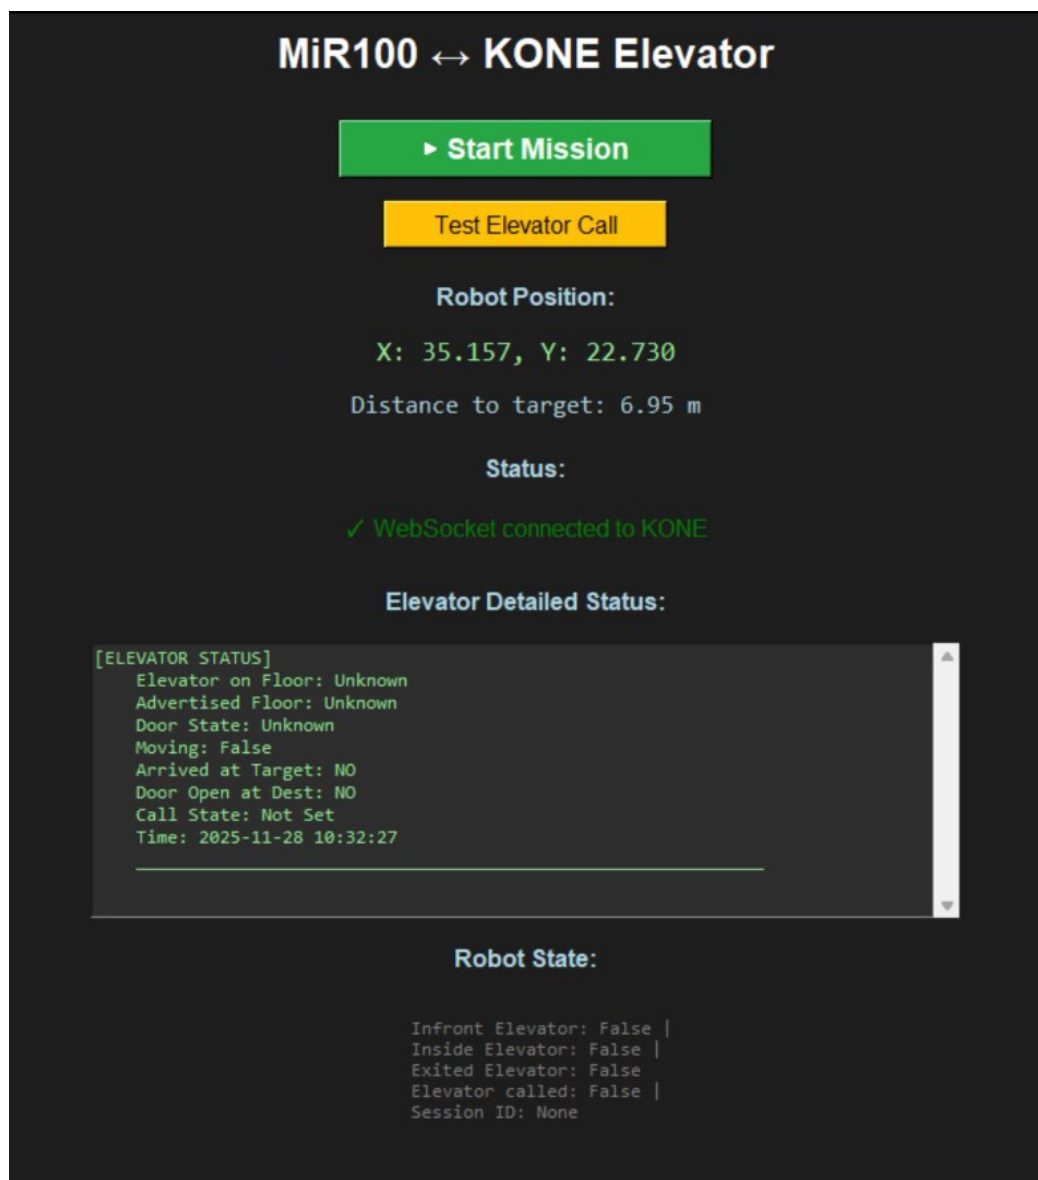 MiR100 ↔ KONE Elevator
▶ Start Mission
Test Elevator Call
Robot Position:
X: 35.157, Y: 22.730
Distance to target: 6.95 m
Status:
✓ WebSocket connected to KONE
Elevator Detailed Status:
[ELEVATOR STATUS]
Elevator on Floor: Unknown
Advertised Floor: Unknown
Door State: Unknown
Moving: False
Arrived at Target: NO
Door Open at Dest: NO
Call State: Not Set
Time: 2025-11-28 10:32:27
Robot State:
Infront Elevator: False |
Inside Elevator: False |
Exited Elevator: False
Elevator called: False |
Session ID: None